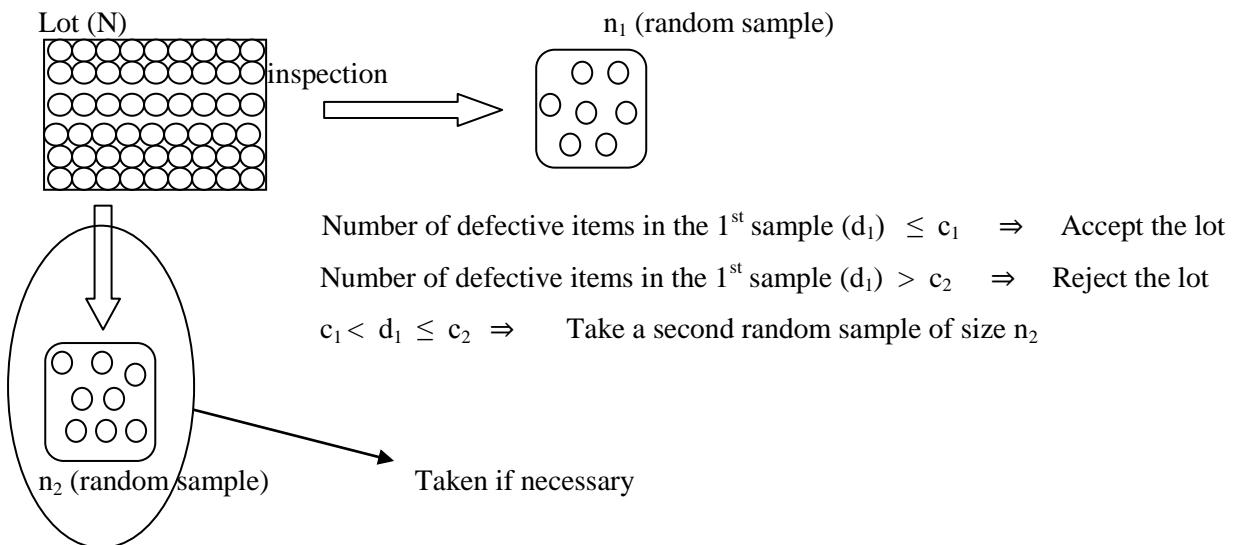 Lot (N)
n₁ (random sample)
inspection
Number of defective items in the 1ˢᵗ sample (d₁) ≤ c₁ ⇒ Accept the lot
Number of defective items in the 1ˢᵗ sample (d₁) > c₂ ⇒ Reject the lot
c₁ < d₁ ≤ c₂ ⇒ Take a second random sample of size n₂
n₂ (random sample)
Taken if necessary